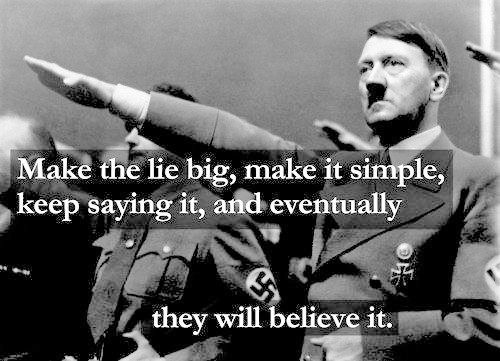 Make the lie big, make it simple,
keep saying it, and eventually
they will believe it.